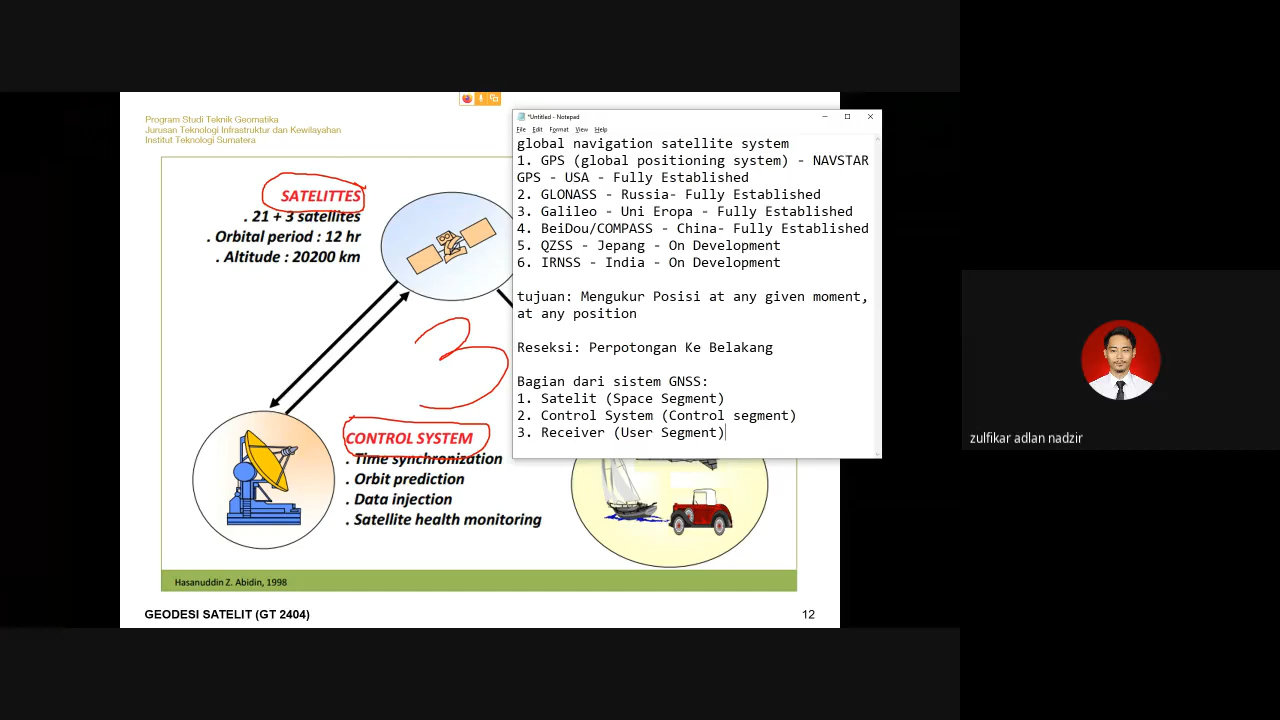 Program Studi Teknik Geomatika
Jurusan Teknologi Infrastruktur dan Kewilayahan
Institut Teknologi Sumatera
SATELITTES
. 21 + 3 satellites
. Orbital period : 12 hr
. Altitude : 20200 km
3
CONTROL SYSTEM
. Time synchronization
. Orbit prediction
. Data injection
. Satellite health monitoring
Hasanuddin Z. Abidin, 1998
GEODESI SATELIT (GT 2404)
12
*Untitled - Notepad
File Edit Format View Help
global navigation satellite system
1. GPS (global positioning system) - NAVSTAR
GPS - USA - Fully Established
2. GLONASS - Russia- Fully Established
3. Galileo - Uni Eropa - Fully Established
4. BeiDou/COMPASS - China- Fully Established
5. QZSS - Jepang - On Development
6. IRNSS - India - On Development
tujuan: Mengukur Posisi at any given moment,
at any position
Reseksi: Perpotongan Ke Belakang
Bagian dari sistem GNSS:
1. Satelit (Space Segment)
2. Control System (Control segment)
3. Receiver (User Segment)
zulfikar adlan nadzir